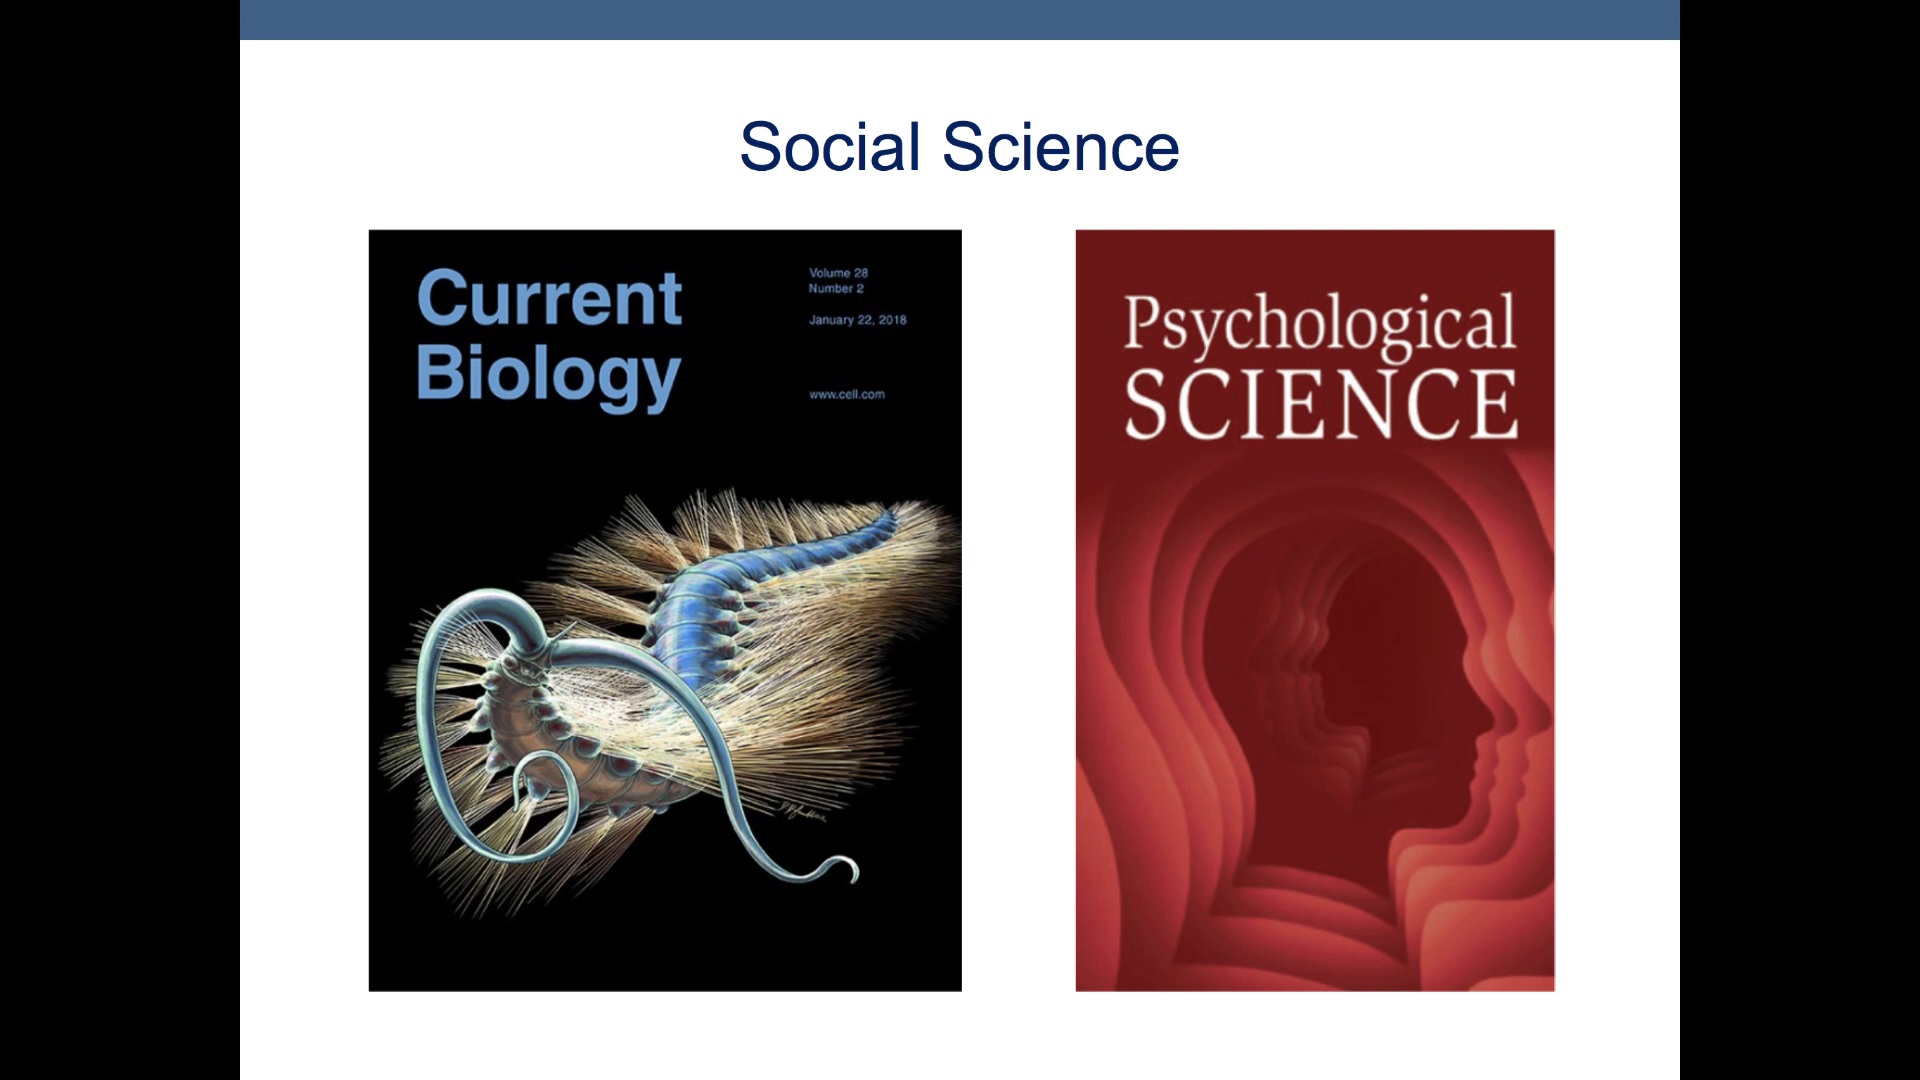 Social Science
Current
Biology
Volume 28
Number 2
January 22, 2018
www.cell.com
Psychological
SCIENCE